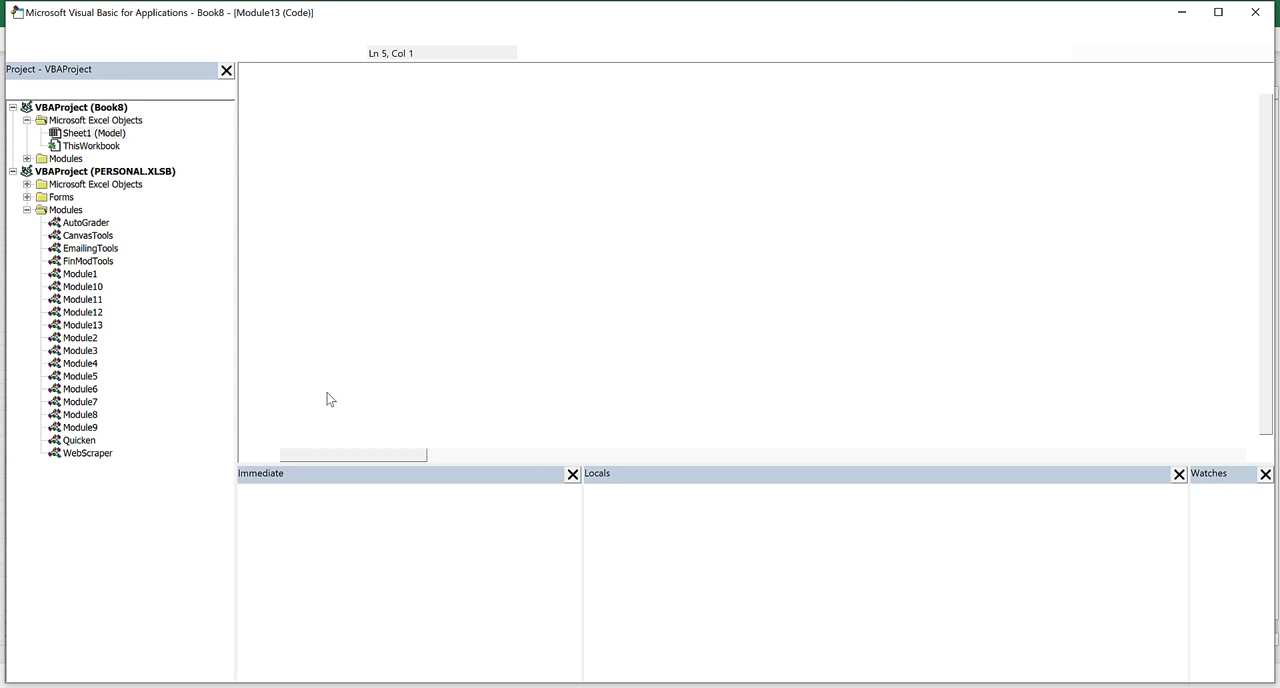 Microsoft Visual Basic for Applications - Book8 - [Module13 (Code)]
Ln 5, Col 1
Project - VBAProject
VBAProject (Book8)
Microsoft Excel Objects
Sheet1 (Model)
ThisWorkbook
Modules
VBAProject (PERSONAL.XLSB)
Microsoft Excel Objects
Forms
Modules
AutoGrader
CanvasTools
EmailingTools
FinModTools
Module1
Module10
Module11
Module12
Module13
Module2
Module3
Module4
Module5
Module6
Module7
Module8
Module9
Quicken
WebScraper
Immediate
Locals
Watches